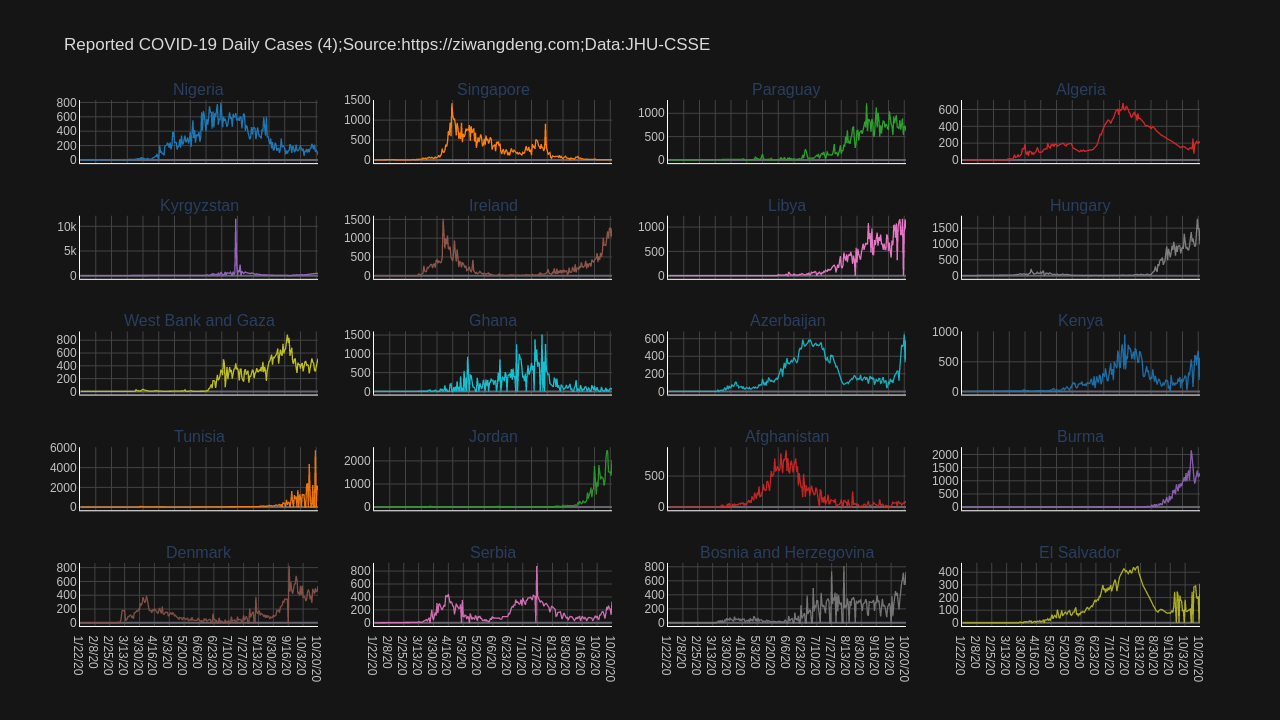 Reported COVID-19 Daily Cases (4);Source:https://ziwangdeng.com;Data:JHU-CSSE
Nigeria Singapore Paraguay Algeria
800 1500 1000 600
600 1000 500 400
400 500 0 200
200 0 0
0
Kyrgyzstan Ireland Libya Hungary
10k 1500 1000 1500
5k 1000 500 1000
0 500 0 500
0 0
West Bank and Gaza Ghana Azerbaijan Kenya
800 1500 600 1000
600 1000 400 500
400 500 200 0
200 0 0
0
Tunisia Jordan Afghanistan Burma
6000 2000 500 2000
4000 1000 0 1500
2000 0 1000
0 500
0
Denmark Serbia Bosnia and Herzegovina El Salvador
800 800 800 400
600 600 600 300
400 400 400 200
200 200 200 100
0 0 0 0
1/22/20 2/8/20 2/25/20 3/13/20 3/30/20 4/16/20 5/3/20 5/20/20 6/6/20 6/23/20 7/10/20 7/27/20 8/13/20 8/30/20 9/16/20 10/3/20 10/20/20
1/22/20 2/8/20 2/25/20 3/13/20 3/30/20 4/16/20 5/3/20 5/20/20 6/6/20 6/23/20 7/10/20 7/27/20 8/13/20 8/30/20 9/16/20 10/3/20 10/20/20
1/22/20 2/8/20 2/25/20 3/13/20 3/30/20 4/16/20 5/3/20 5/20/20 6/6/20 6/23/20 7/10/20 7/27/20 8/13/20 8/30/20 9/16/20 10/3/20 10/20/20
1/22/20 2/8/20 2/25/20 3/13/20 3/30/20 4/16/20 5/3/20 5/20/20 6/6/20 6/23/20 7/10/20 7/27/20 8/13/20 8/30/20 9/16/20 10/3/20 10/20/20